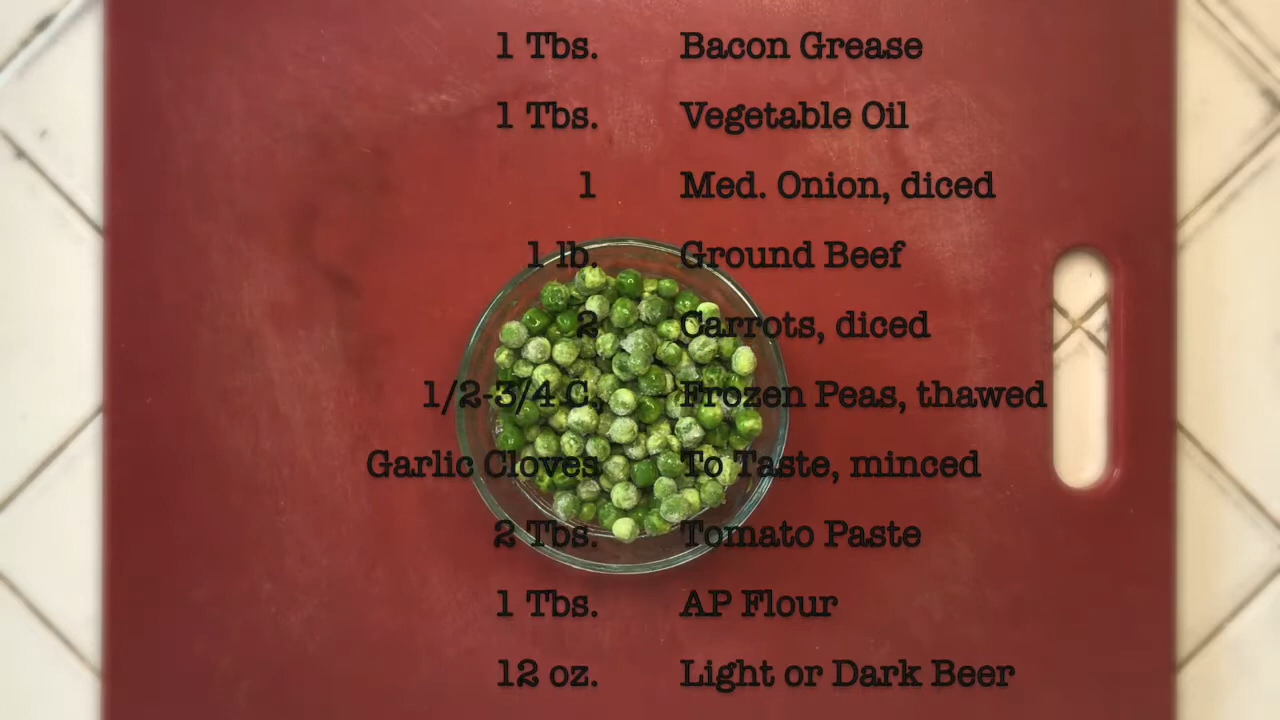 1 Tbs. Bacon Grease
1 Tbs. Vegetable Oil
1 Med. Onion, diced
1 lb. Ground Beef
2 Carrots, diced
1/2-3/4 C, Frozen Peas, thawed
Garlic Cloves To Taste, minced
2 Tbs. Tomato Paste
1 Tbs. AP Flour
12 oz. Light or Dark Beer